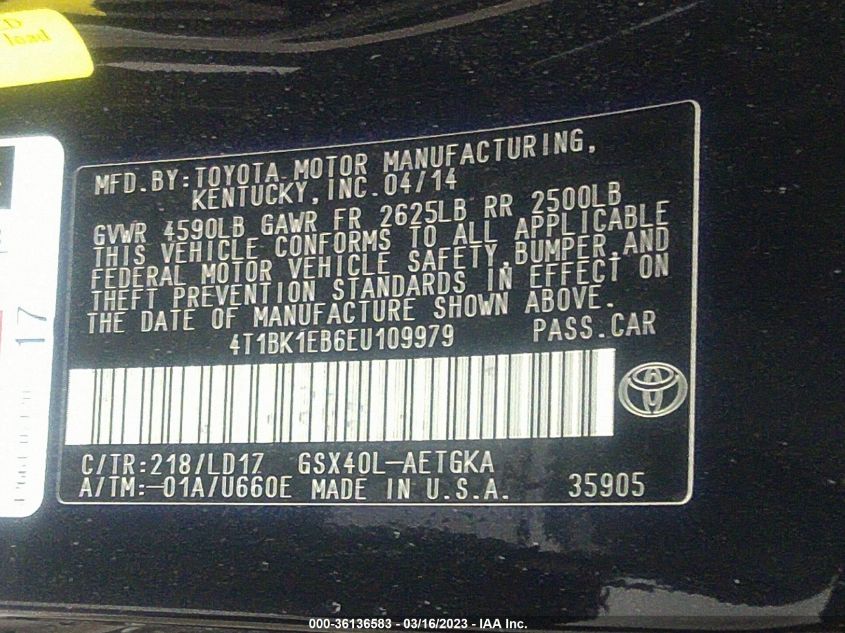 D
load
17
MFD.BY:TOYOTA MOTOR MANUFACTURING,
KENTUCKY,INC.04/14
GVWR 4590LB GAWR FR 2625LB RR 2500LB
THIS VEHICLE CONFORMS TO ALL APPLICABLE
FEDERAL MOTOR VEHICLE SAFETY,BUMPER,AND
THEFT PREVENTION STANDARDS IN EFFECT ON
THE DATE OF MANUFACTURE SHOWN ABOVE.
4T1BK1EB6EU109979 PASS.CAR
C/TR:218/LD17 GSX40L-AETGKA
A/TM:-01A/U660E MADE IN U.S.A. 35905
000-36136583 - 03/16/2023 - IAA Inc.